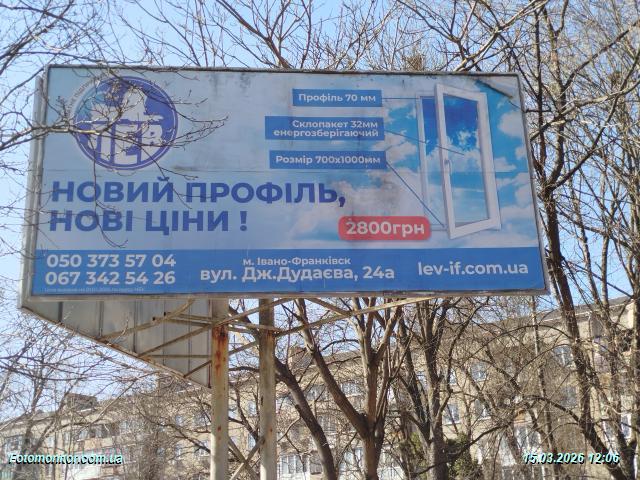 ЛЕВ
Профіль 70 мм
Склопакет 32мм
енергозберігаючий
Розмір 700х1000мм
НОВИЙ ПРОФІЛЬ,
НОВІ ЦІНИ !
2800грн
050 373 57 04
067 342 54 26
м. Івано-Франківск
вул. Дж.Дудаєва, 24а
lev-if.com.ua
Fotomonitor.com.ua
15.03.2026 12:06